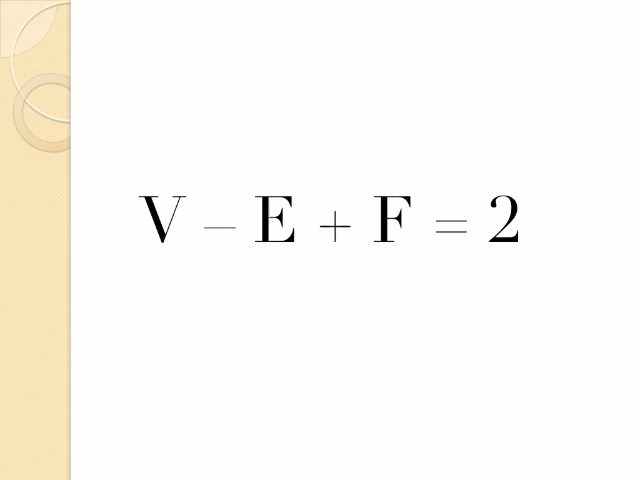 V – E + F = 2